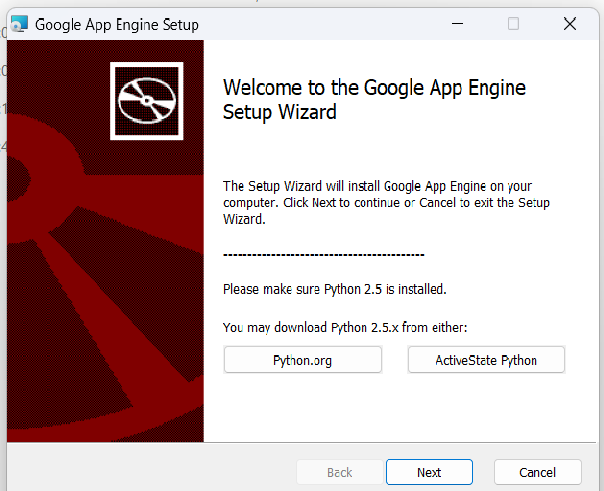 Google App Engine Setup
Welcome to the Google App Engine
Setup Wizard
The Setup Wizard will install Google App Engine on your
computer. Click Next to continue or Cancel to exit the Setup
Wizard.
------------------------------------------
Please make sure Python 2.5 is installed.
You may download Python 2.5.x from either:
Python.org
ActiveState Python
Back
Next
Cancel